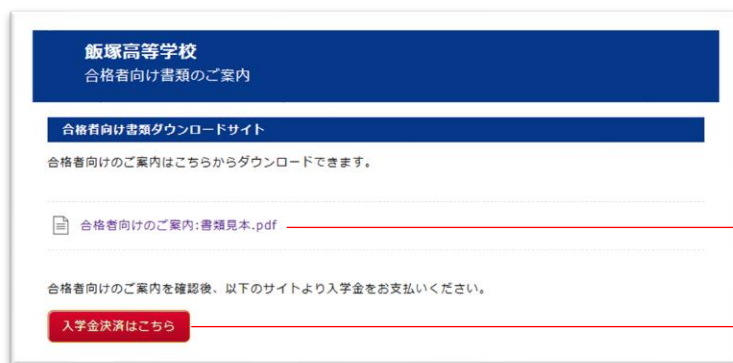 飯塚高等学校
合格者向け書類のご案内
合格者向け書類ダウンロードサイト
合格者向けのご案内はこちらからダウンロードできます。
合格者向けのご案内:書類見本.pdf
合格者向けのご案内を確認後、以下のサイトより入学金をお支払いください。
入学金決済はこちら